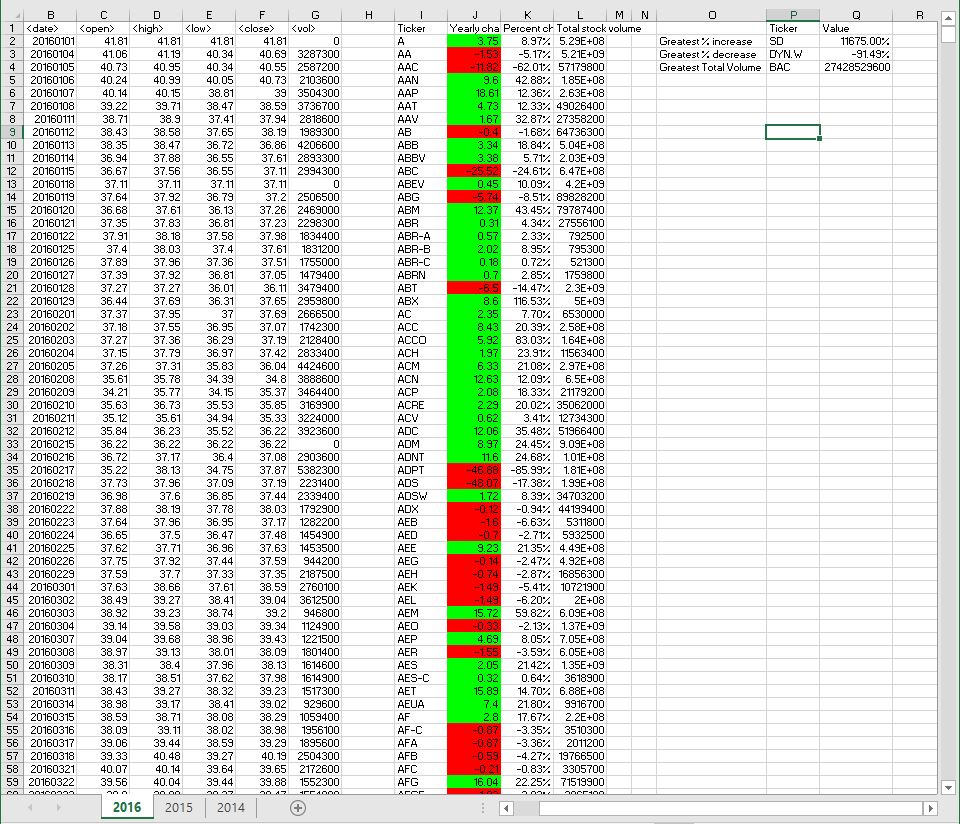 B C D E F G H I J K L M N O P Q R
1 <date> <open> <high> <low> <close> <vol> Ticker Yearly cha Percent ch Total stock volume Ticker Value
2 20160101 41.81 41.81 41.81 41.81 0 A 3.75 8.97% 5.29E+08 Greatest % increase SD 11675.00%
3 20160104 41.06 41.19 40.34 40.69 3287300 AA -1.53 -5.17% 5.21E+09 Greatest % decrease DYN.W -91.49%
4 20160105 40.73 40.95 40.34 40.55 2587200 AAC -11.92 -62.01% 57179800 Greatest Total Volume BAC 27428529600
5 20160106 40.24 40.99 40.05 40.73 2103600 AAN 9.6 42.88% 1.85E+08
6 20160107 40.14 40.15 38.81 39 3504300 AAP 18.61 12.36% 2.63E+08
7 20160108 39.22 39.71 38.47 38.59 3736700 AAT 4.73 12.33% 49026400
8 20160111 38.71 38.9 37.41 37.94 2818600 AAV 1.67 32.87% 27358200
9 20160112 38.43 38.58 37.65 38.19 1989300 AB -0.4 -1.68% 64736300
10 20160113 38.35 38.47 36.72 36.86 4206600 ABB 3.34 18.84% 5.04E+08
11 20160114 36.94 37.88 36.55 37.61 2893300 ABBV 3.38 5.71% 2.03E+09
12 20160115 36.67 37.56 36.55 37.11 2994300 ABC -25.52 -24.61% 6.47E+08
13 20160118 37.11 37.11 37.11 37.11 0 ABEV 0.45 10.09% 4.2E+09
14 20160119 37.64 37.92 36.79 37.2 2506500 ABG -5.74 -8.51% 89828200
15 20160120 36.68 37.61 36.13 37.26 2469000 ABM 12.37 43.45% 79787400
16 20160121 37.35 37.83 36.81 37.23 2296300 ABR 0.31 4.34% 27556100
17 20160122 37.91 38.18 37.58 37.98 1834400 ABR-A 0.57 2.33% 792500
18 20160125 37.4 38.03 37.4 37.61 1831200 ABR-B 2.02 8.95% 795300
19 20160126 37.89 37.96 37.36 37.51 1755000 ABR-C 0.18 0.72% 521300
20 20160127 37.39 37.92 36.81 37.05 1479400 ABRN 0.7 2.85% 1759800
21 20160128 37.27 37.27 36.01 36.11 3479400 ABT -6.5 -14.47% 2.3E+09
22 20160129 36.44 37.69 36.31 37.65 2959800 ABX 8.6 116.53% 5E+09
23 20160201 37.37 37.95 37 37.69 2666500 AC 2.35 7.70% 6530000
24 20160202 37.18 37.55 36.95 37.07 1742300 ACC 8.43 20.39% 2.58E+08
25 20160203 37.27 37.36 36.29 37.19 2128400 ACCO 5.92 83.03% 1.64E+08
26 20160204 37.15 37.79 36.97 37.42 2833400 ACH 1.97 23.91% 11563400
27 20160205 37.26 37.31 35.83 36.04 4424600 ACM 6.33 21.08% 2.97E+08
28 20160208 35.61 35.78 34.39 34.8 3888600 ACN 12.63 12.09% 6.5E+08
29 20160209 34.21 35.77 34.15 35.37 3464400 ACP 2.08 18.33% 21179200
30 20160210 35.63 36.73 35.53 35.85 3169900 ACRE 2.29 20.02% 35062000
31 20160211 35.12 35.61 34.94 35.33 3224000 ACV 0.62 3.41% 12734300
32 20160212 35.84 36.23 35.52 36.22 3923600 ADC 12.06 35.48% 51966400
33 20160215 36.22 36.22 36.22 36.22 0 ADM 8.97 24.45% 9.09E+08
34 20160216 36.72 37.17 36.4 37.08 2903600 ADNT 11.6 24.68% 1.01E+08
35 20160217 35.22 38.13 34.75 37.87 5382300 ADPT -46.88 -85.99% 1.81E+08
36 20160218 37.73 37.96 37.09 37.19 2231400 ADS -48.07 -17.38% 1.99E+08
37 20160219 36.98 37.6 36.85 37.44 2339400 ADSW 1.72 8.39% 34703200
38 20160222 37.88 38.19 37.78 38.03 1792900 ADX -0.12 -0.94% 44199400
39 20160223 37.64 37.96 36.95 37.17 1282200 AEB -1.6 -6.63% 5311800
40 20160224 36.65 37.5 36.47 37.48 1454900 AED -0.7 -2.71% 5932500
41 20160225 37.62 37.71 36.96 37.63 1453500 AEE 9.23 21.35% 4.49E+08
42 20160226 37.75 37.92 37.44 37.59 944200 AEG -0.14 -2.47% 4.92E+08
43 20160229 37.59 37.7 37.33 37.35 2187500 AEH -0.74 -2.87% 16856300
44 20160301 37.63 38.66 37.61 38.59 2760100 AEK -1.49 -5.41% 10721900
45 20160302 38.49 39.27 38.41 39.04 3612500 AEL -1.49 -6.20% 2E+08
46 20160303 38.92 39.23 38.74 39.2 946800 AEM 15.72 59.82% 6.09E+08
47 20160304 39.14 39.58 39.03 39.34 1124900 AEO -0.33 -2.13% 1.37E+09
48 20160307 39.04 39.68 38.96 39.43 1221500 AEP 4.69 8.05% 7.05E+08
49 20160308 38.97 39.13 38.01 38.09 1801400 AER -1.55 -3.59% 6.05E+08
50 20160309 38.31 38.4 37.96 38.13 1614600 AES 2.05 21.42% 1.35E+09
51 20160310 38.17 38.51 37.62 37.98 1614900 AES-C 0.32 0.64% 3618900
52 20160311 38.43 39.27 38.32 39.23 1517300 AET 15.89 14.70% 6.88E+08
53 20160314 38.98 39.17 38.41 39.02 929600 AEUA 7.4 21.80% 9916700
54 20160315 38.59 38.71 38.08 38.29 1059400 AF 2.8 17.67% 2.2E+08
55 20160316 38.09 39.11 38.02 38.98 1956100 AF-C -0.87 -3.35% 3510300
56 20160317 39.06 39.44 38.59 39.29 1895600 AFA -0.87 -3.36% 2011200
57 20160318 39.33 40.48 39.27 40.19 2504300 AFB -0.59 -4.27% 19766500
58 20160321 40.07 40.14 39.64 39.65 2172600 AFC -0.21 -0.83% 3305700
59 20160322 39.56 40.04 39.44 39.88 1552300 AFG 16.04 22.25% 71519900
2016 2015 2014